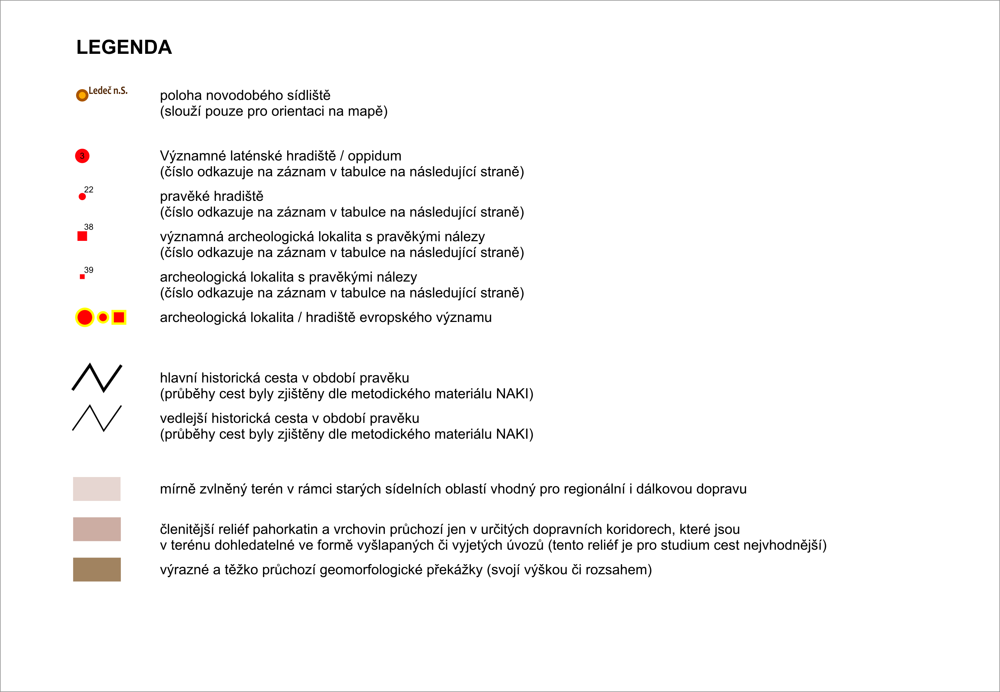 LEGENDA
Ledeč n.S.
poloha novodobého sídliště
(slouží pouze pro orientaci na mapě)
3
Významné laténské hradiště / oppidum
(číslo odkazuje na záznam v tabulce na následující straně)
22
pravěké hradiště
(číslo odkazuje na záznam v tabulce na následující straně)
38
významná archeologická lokalita s pravěkými nálezy
(číslo odkazuje na záznam v tabulce na následující straně)
39
archeologická lokalita s pravěkými nálezy
(číslo odkazuje na záznam v tabulce na následující straně)
archeologická lokalita / hradiště evropského významu
hlavní historická cesta v období pravěku
(průběhy cest byly zjištěny dle metodického materiálu NAKI)
vedlejší historická cesta v období pravěku
(průběhy cest byly zjištěny dle metodického materiálu NAKI)
mírně zvlněný terén v rámci starých sídelních oblastí vhodný pro regionální i dálkovou dopravu
členitější reliéf pahorkatin a vrchovin průchozí jen v určitých dopravních koridorech, které jsou
v terénu dohledatelné ve formě vyšlapaných či vyjetých úvozů (tento reliéf je pro studium cest nejvhodnější)
výrazné a těžko průchozí geomorfologické překážky (svojí výškou či rozsahem)